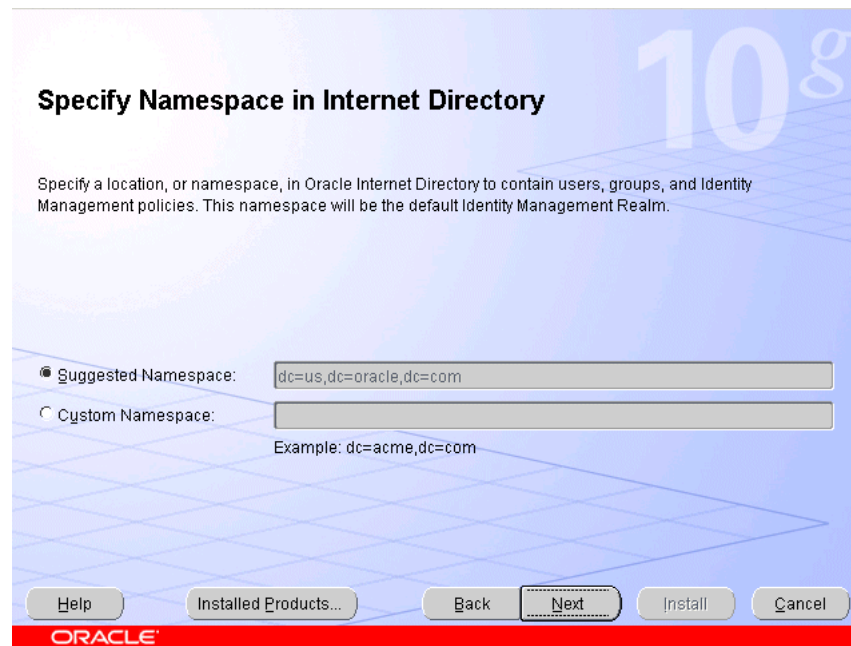 10g
Specify Namespace in Internet Directory
Specify a location, or namespace, in Oracle Internet Directory to contain users, groups, and Identity
Management policies. This namespace will be the default Identity Management Realm.
Suggested Namespace: dc=us,dc=oracle,dc=com
Custom Namespace:
Example: dc=acme,dc=com
Help Installed Products... Back Next Install Cancel
ORACLE